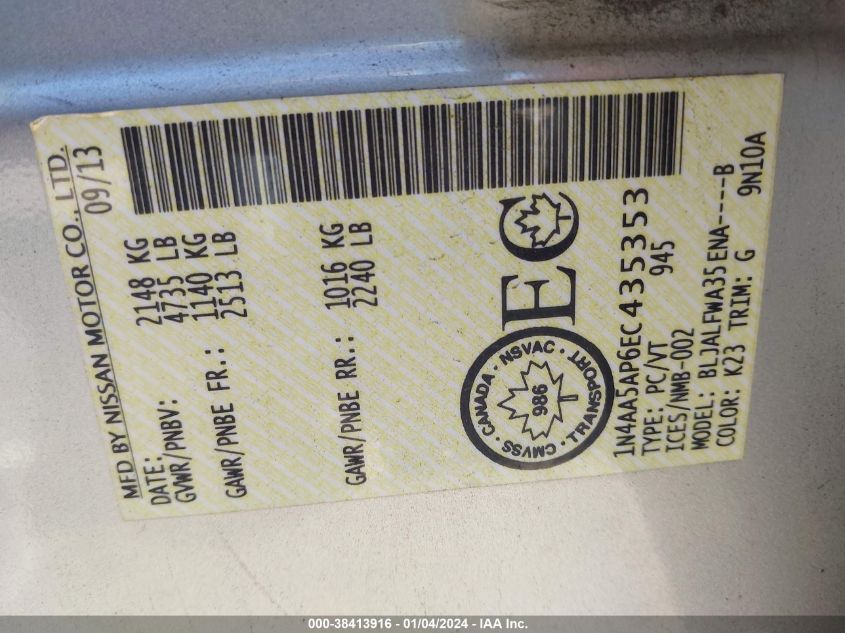 MFD BY NISSAN MOTOR CO., LTD.
DATE: 09/13
GVWR/PNBV: 2148 KG
4735 LB
GAWR/PNBE FR.: 1140 KG
2513 LB
GAWR/PNBE RR.: 1016 KG
2240 LB
CMVSS · CANADA · NSVAC · TRANSPORT
986
EC
1N4AA5AP6EC435353
TYPE: PC/VT 945
ICES/NMB-002
MODEL: BLJALFWA35ENA----B
COLOR: K23 TRIM: G 9N10A
000-38413916 - 01/04/2024 - IAA Inc.